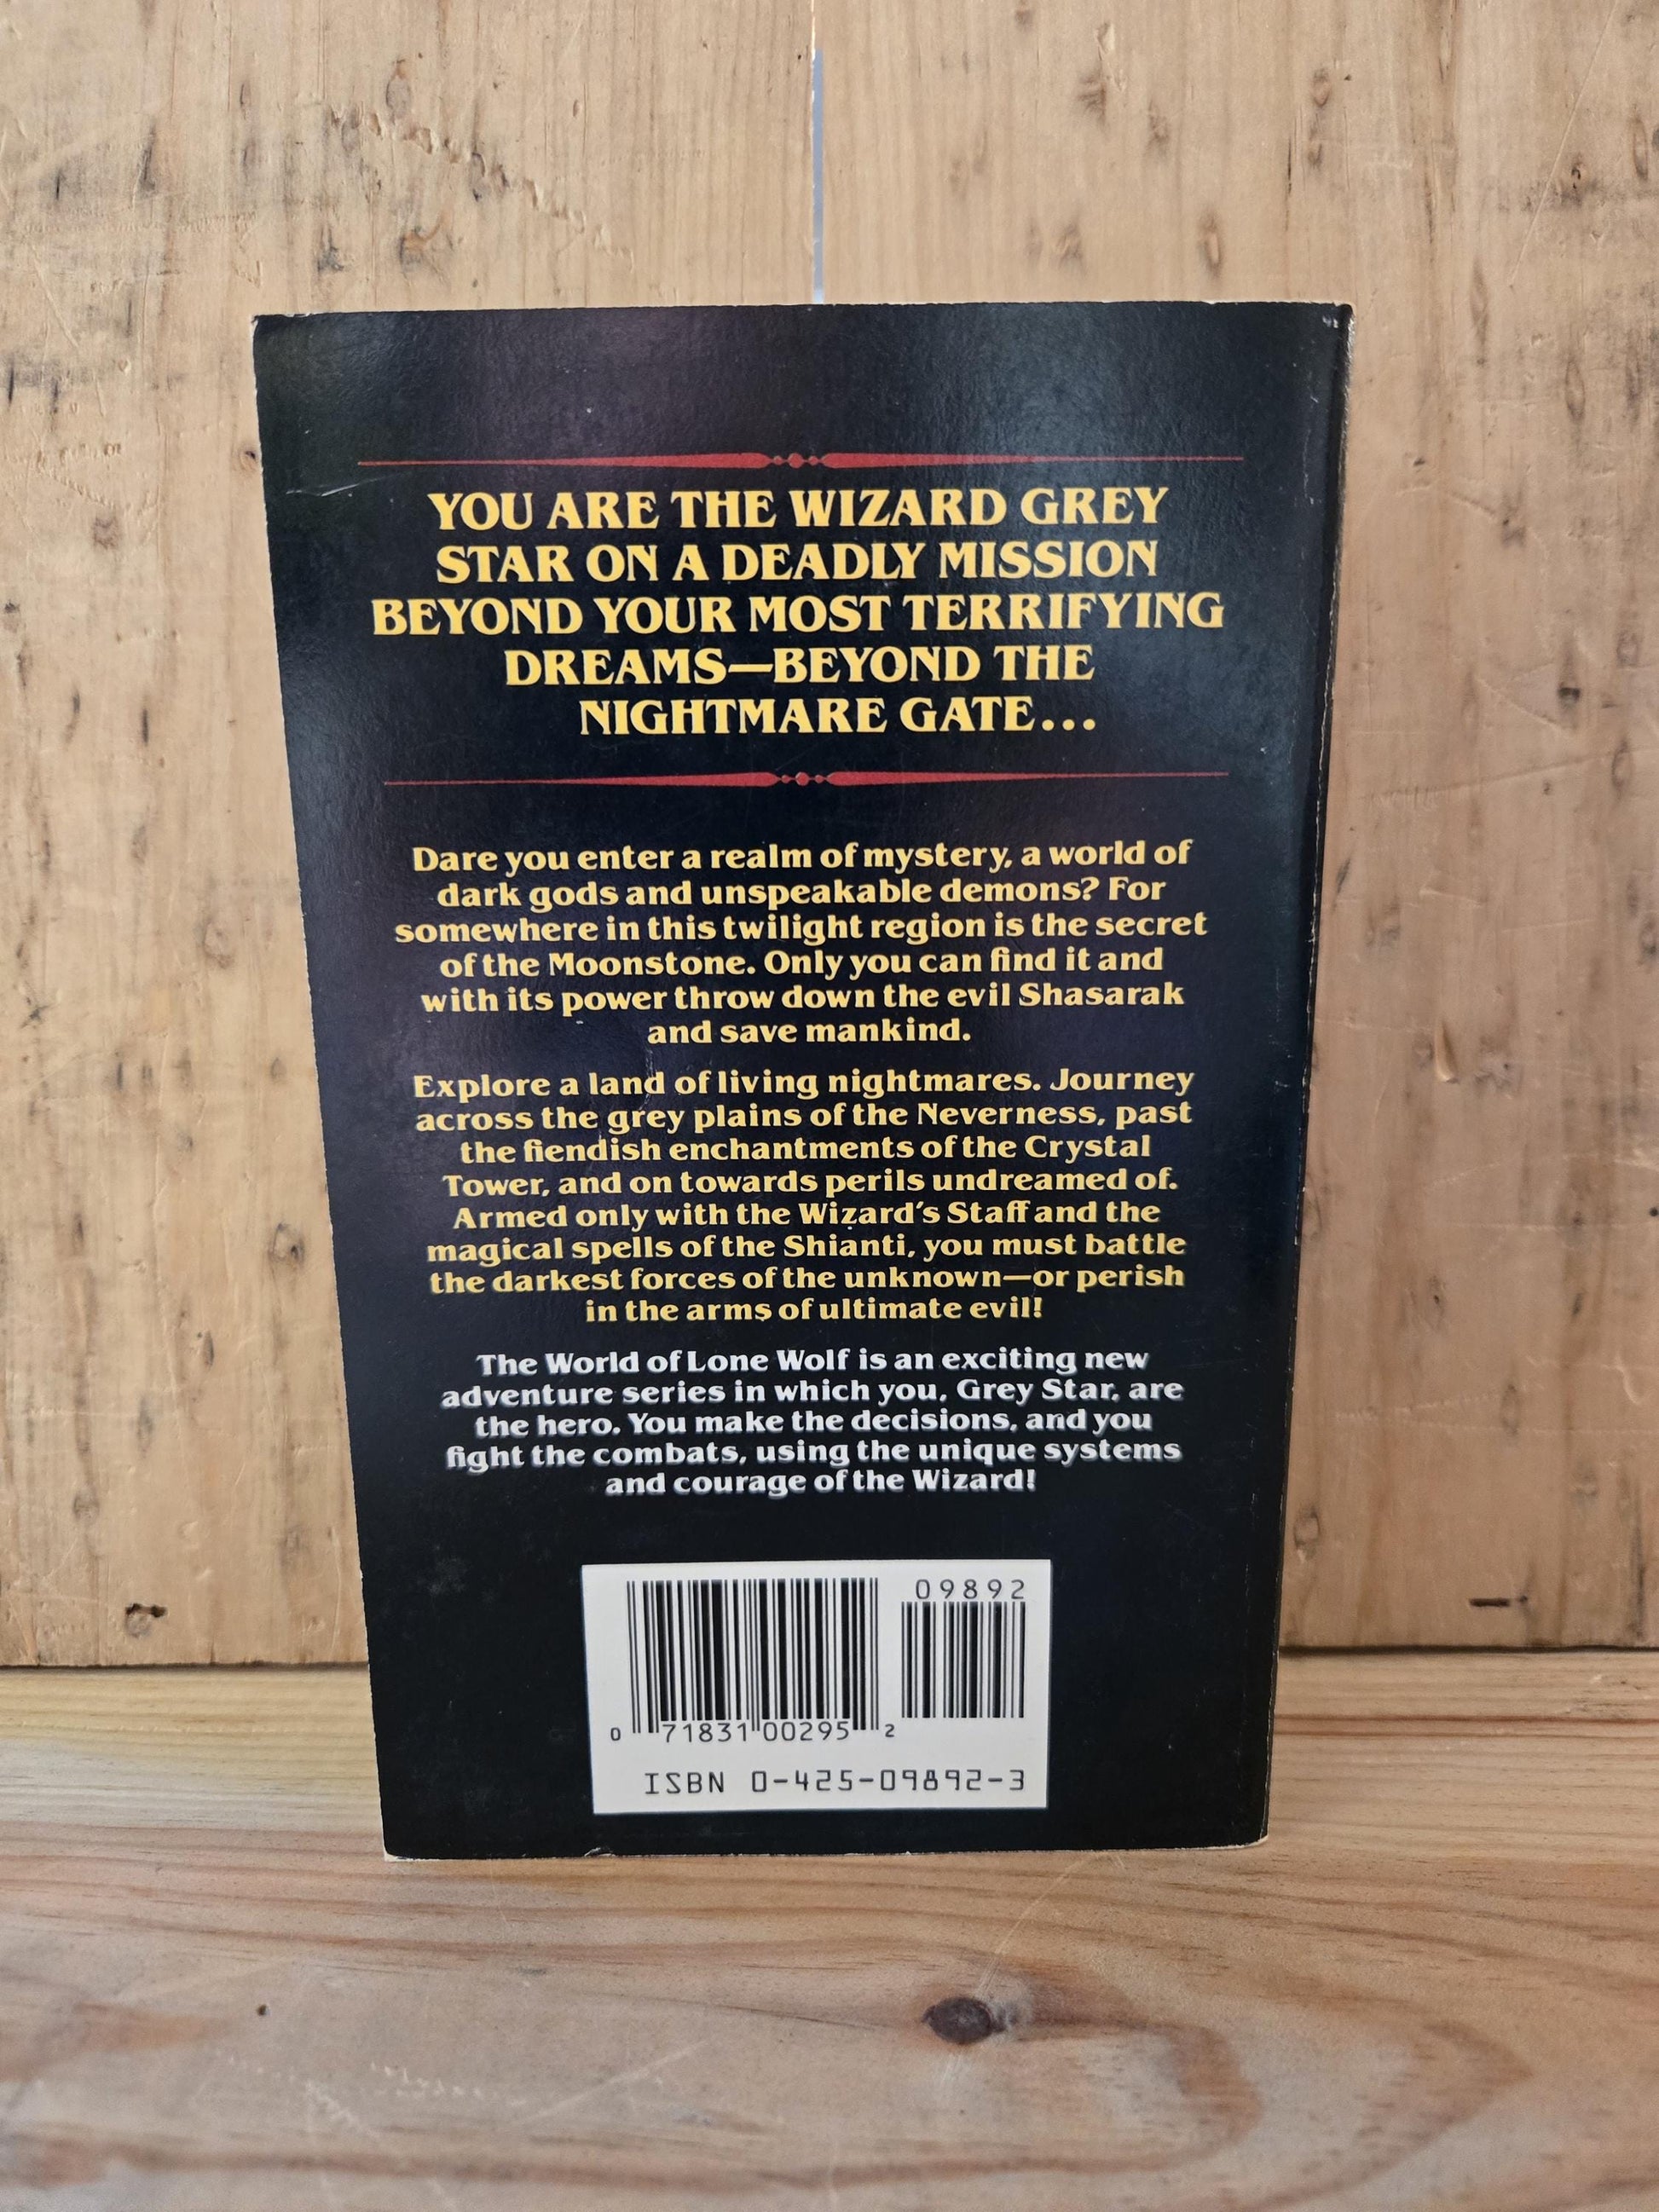 YOU ARE THE WIZARD GREY
STAR ON A DEADLY MISSION
BEYOND YOUR MOST TERRIFYING
DREAMS—BEYOND THE
NIGHTMARE GATE...
Dare you enter a realm of mystery, a world of
dark gods and unspeakable demons? For
somewhere in this twilight region is the secret
of the Moonstone. Only you can find it and
with its power throw down the evil Shasarak
and save mankind.
Explore a land of living nightmares. Journey
across the grey plains of the Neverness, past
the fiendish enchantments of the Crystal
Tower, and on towards perils undreamed of.
Armed only with the Wizard's Staff and the
magical spells of the Shianti, you must battle
the darkest forces of the unknown—or perish
in the arms of ultimate evil!
The World of Lone Wolf is an exciting new
adventure series in which you, Grey Star, are
the hero. You make the decisions, and you
fight the combats, using the unique systems
and courage of the Wizard!
09892
0 71831 00295 2
ISBN 0-425-09892-3